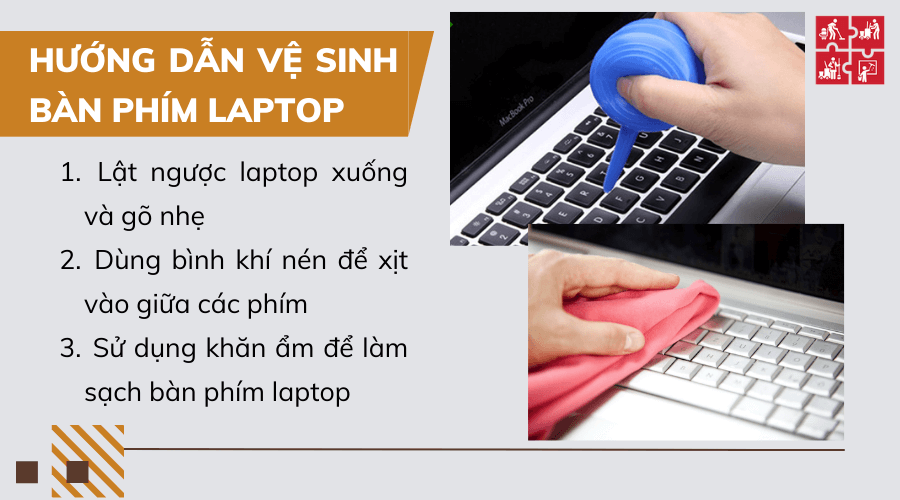 HƯỚNG DẪN VỆ SINH
BÀN PHÍM LAPTOP
1. Lật ngược laptop xuống
và gõ nhẹ
2. Dùng bình khí nén để xịt
vào giữa các phím
3. Sử dụng khăn ẩm để làm
sạch bàn phím laptop
MacBook Pro